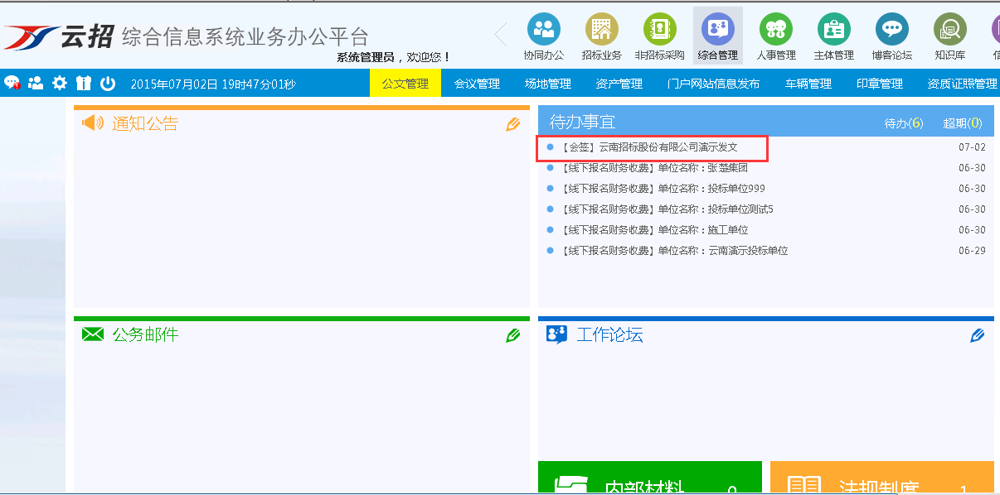 云招 综合信息系统业务办公平台
系统管理员，欢迎您！
协同办公 招标业务 非招标采购 综合管理 人事管理 主体管理 博客论坛 知识库
2015年07月02日 19时47分01秒
公文管理 会议管理 场地管理 资产管理 门户网站信息发布 车辆管理 印章管理 资质证照管理
通知公告
待办事宜 待办(6) 超期(0)
【会签】云南招标股份有限公司演示发文 07-02
【线下报名财务收费】单位名称：张楚集团 06-30
【线下报名财务收费】单位名称：投标单位999 06-30
【线下报名财务收费】单位名称：投标单位测试5 06-30
【线下报名财务收费】单位名称：施工单位 06-30
【线下报名财务收费】单位名称：云南演示投标单位 06-29
公务邮件
工作论坛
内部材料 0
法规制度 1